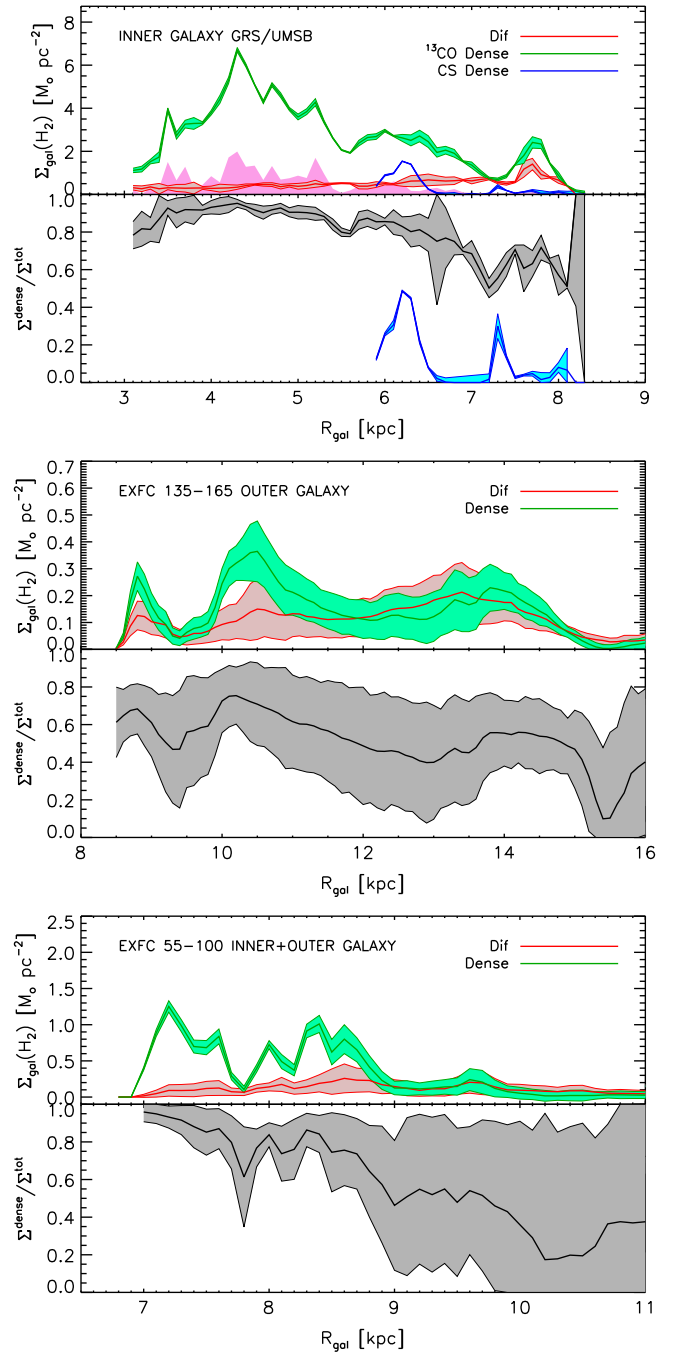 INNER GALAXY GRS/UMSB
Dif
¹³CO Dense
CS Dense
Σgal(H₂) [M☉ pc⁻²]
8
6
4
2
0
Σdense/Σtot
1.0
0.8
0.6
0.4
0.2
0.0
3 4 5 6 7 8 9
Rgal [kpc]
EXFC 135−165 OUTER GALAXY
Dif
Dense
Σgal(H₂) [M☉ pc⁻²]
0.7
0.6
0.5
0.4
0.3
0.2
0.1
0.0
Σdense/Σtot
1.0
0.8
0.6
0.4
0.2
0.0
8 10 12 14 16
Rgal [kpc]
EXFC 55−100 INNER+OUTER GALAXY
Dif
Dense
Σgal(H₂) [M☉ pc⁻²]
2.5
2.0
1.5
1.0
0.5
0.0
Σdense/Σtot
1.0
0.8
0.6
0.4
0.2
0.0
7 8 9 10 11
Rgal [kpc]